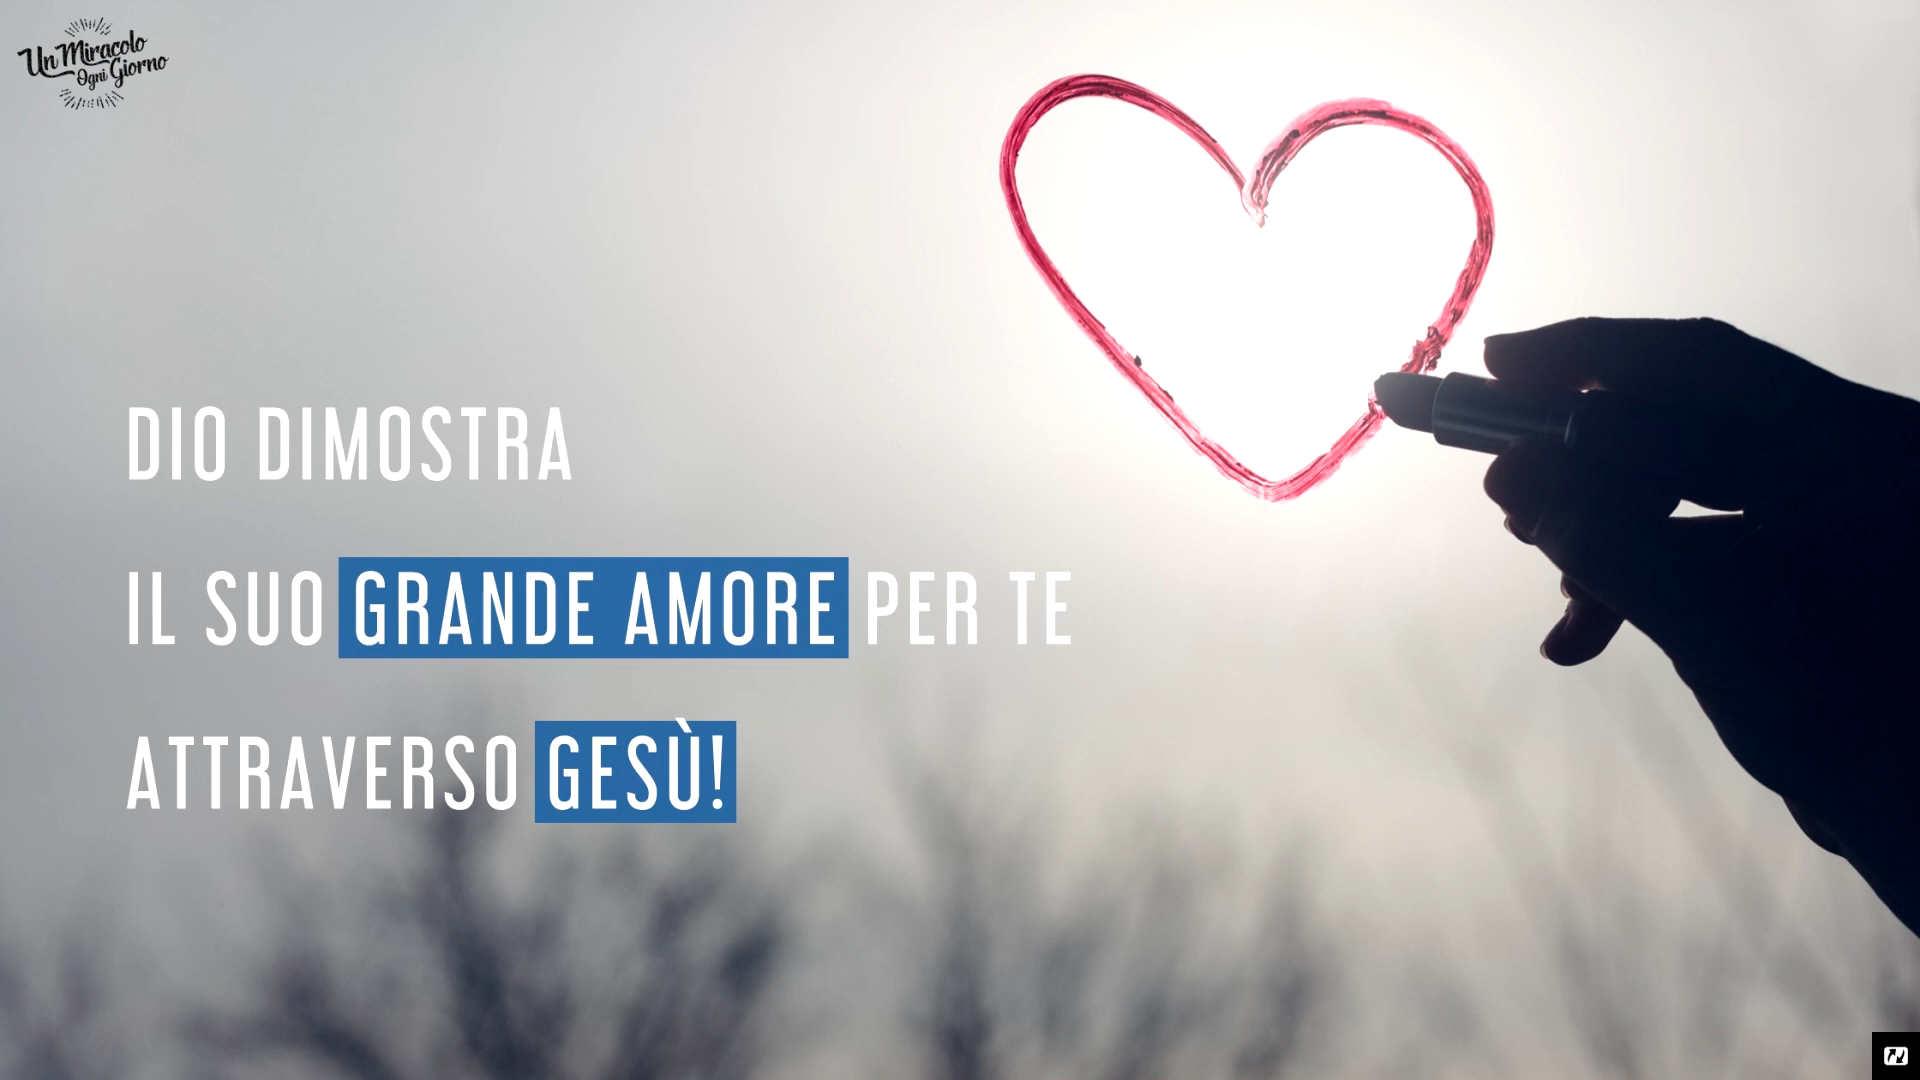 Un Miracolo
Ogni Giorno
DIO DIMOSTRA
IL SUO GRANDE AMORE PER TE
ATTRAVERSO GESÙ!